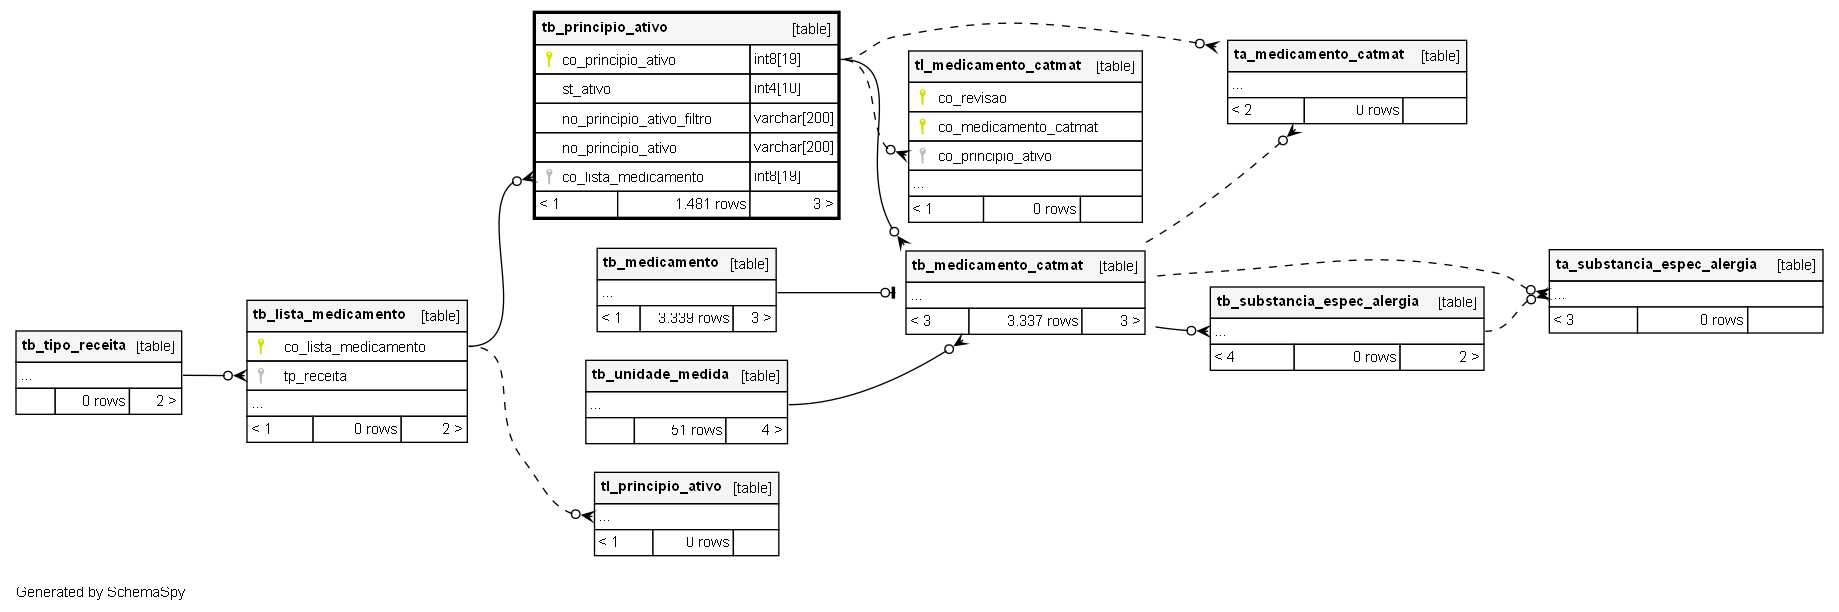 tb_principio_ativo [table]
co_principio_ativo int8[19]
st_ativo int4[10]
no_principio_ativo_filtro varchar[200]
no_principio_ativo varchar[200]
co_lista_medicamento int8[19]
< 1 1.481 rows 3 >
tl_medicamento_catmat [table]
co_revisao
co_medicamento_catmat
co_principio_ativo
...
< 1 0 rows
ta_medicamento_catmat [table]
...
< 2 0 rows
tb_medicamento [table]
...
< 1 3.339 rows 3 >
tb_medicamento_catmat [table]
...
< 3 3.337 rows 3 >
ta_substancia_espec_alergia [table]
...
< 3 0 rows
tb_substancia_espec_alergia [table]
...
< 4 0 rows 2 >
tb_lista_medicamento [table]
co_lista_medicamento
tp_receita
...
< 1 0 rows 2 >
tb_tipo_receita [table]
...
0 rows 2 >
tb_unidade_medida [table]
...
51 rows 4 >
tl_principio_ativo [table]
...
< 1 0 rows
Generated by SchemaSpy